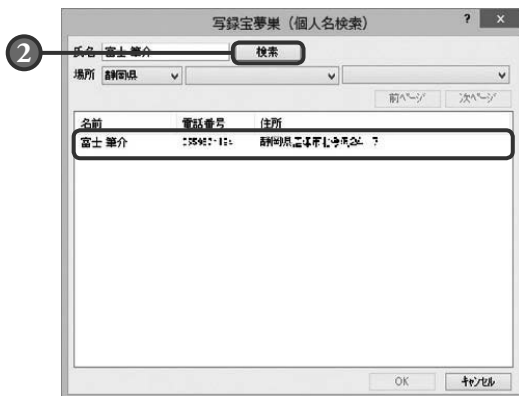 写録宝夢巣（個人名検索） ? x
2
氏名 富士 筆介 検索
場所 静岡県
前ページ 次ページ
名前 電話番号 住所
富士 筆介
OK キャンセル